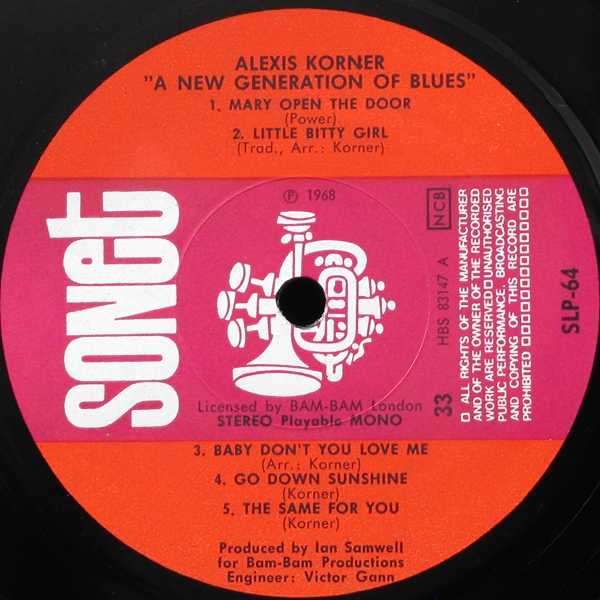 ALEXIS KORNER
"A NEW GENERATION OF BLUES"
1. MARY OPEN THE DOOR
(Power)
2. LITTLE BITTY GIRL
(Trad., Arr.: Korner)
sonet
℗ 1968
NCB
HBS 83147 A
33
□ ALL RIGHTS OF THE MANUFACTURER
AND OF THE OWNER OF THE RECORDED
WORK ARE RESERVED □ UNAUTHORISED
PUBLIC PERFORMANCE, BROADCASTING
AND COPYING OF THIS RECORD ARE
PROHIBITED □□□□□□□□□□□□□
SLP-64
Licensed by BAM-BAM London
STEREO Playable MONO
3. BABY DON'T YOU LOVE ME
(Arr.: Korner)
4. GO DOWN SUNSHINE
(Korner)
5. THE SAME FOR YOU
(Korner)
Produced by Ian Samwell
for Bam-Bam Productions
Engineer: Victor Gann